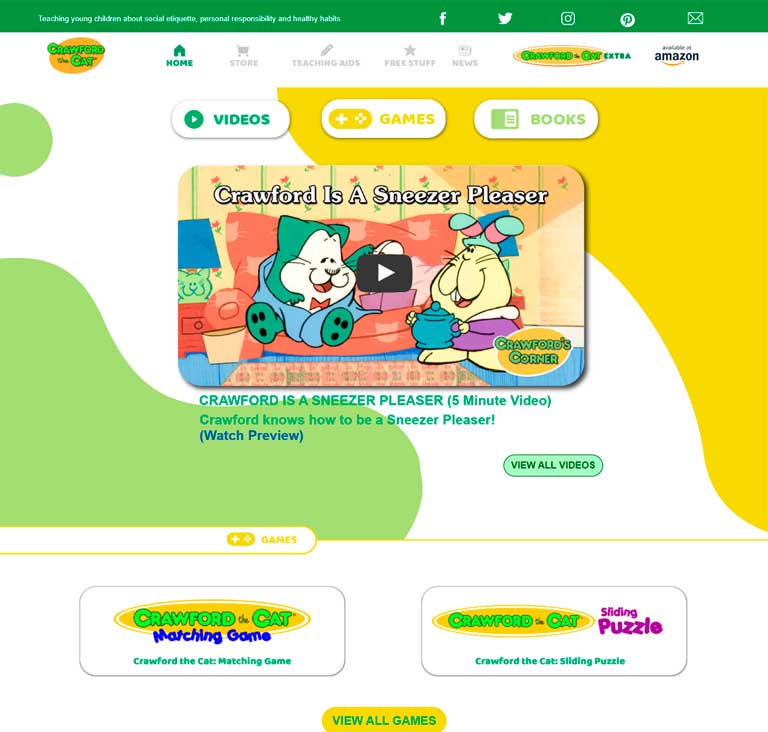 Teaching young children about social etiquette, personal responsibility and healthy habits
CRAWFORD
the CAT
HOME
STORE
TEACHING AIDS
FREE STUFF
NEWS
CRAWFORD the CAT EXTRA
available at
amazon
VIDEOS
GAMES
BOOKS
Crawford Is A Sneezer Pleaser
CRAWFORD'S
CORNER
CRAWFORD IS A SNEEZER PLEASER (5 Minute Video)
Crawford knows how to be a Sneezer Pleaser!
(Watch Preview)
VIEW ALL VIDEOS
GAMES
CRAWFORD the CAT
Matching Game
Crawford the Cat: Matching Game
CRAWFORD the CAT
Sliding
Puzzle
Crawford the Cat: Sliding Puzzle
VIEW ALL GAMES